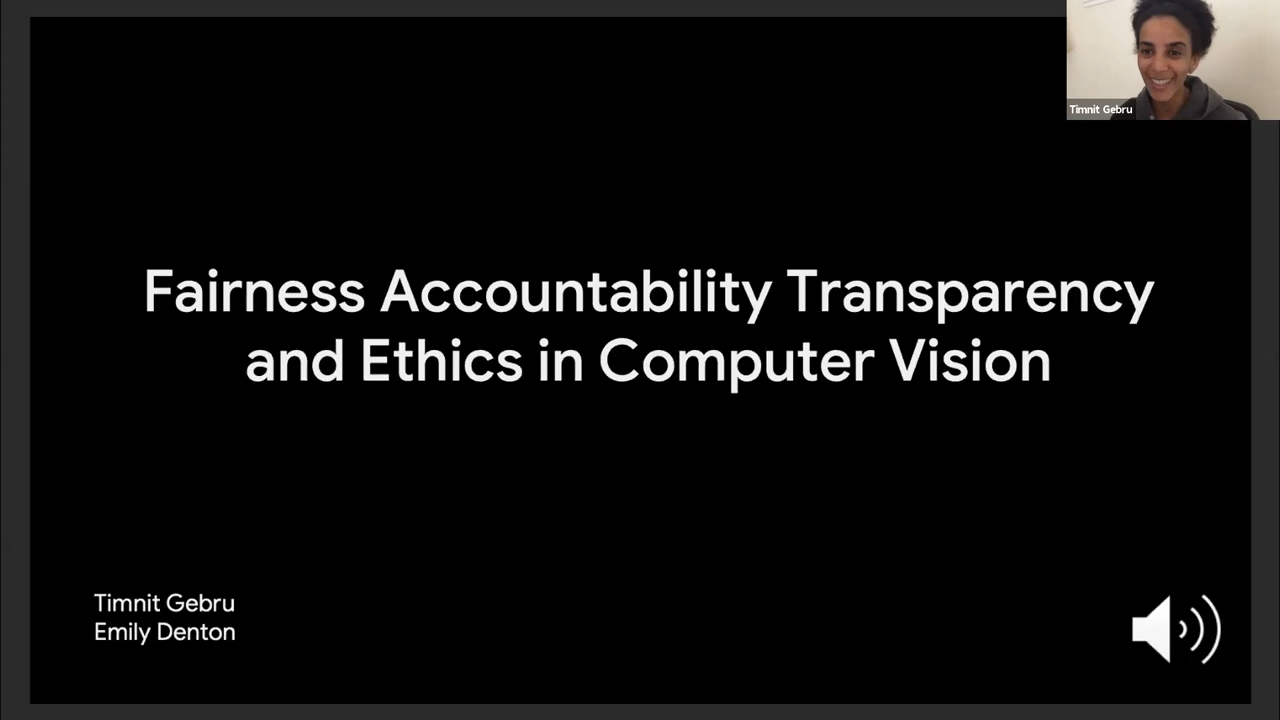 Timnit Gebru
Fairness Accountability Transparency
and Ethics in Computer Vision
Timnit Gebru
Emily Denton